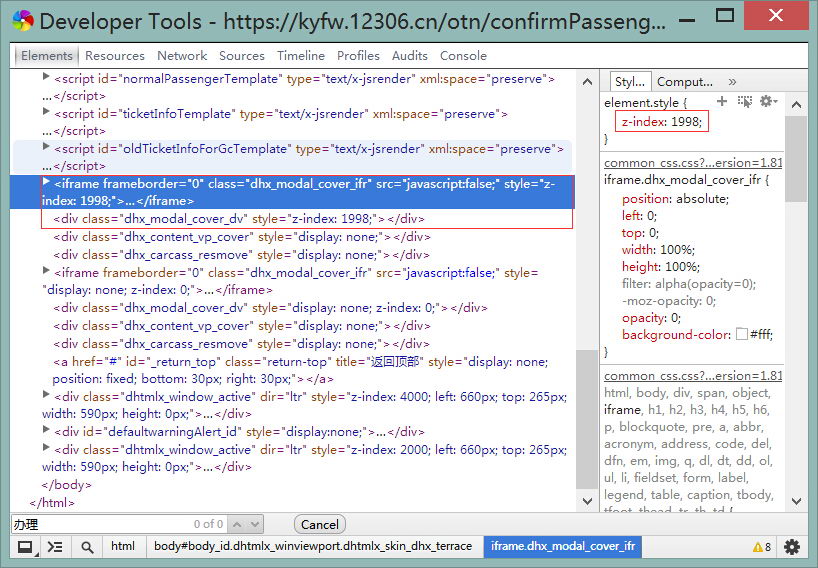 Developer Tools - https://kyfw.12306.cn/otn/confirmPasseng...
Elements Resources Network Sources Timeline Profiles Audits Console
<script id="normalPassengerTemplate" type="text/x-jsrender" xml:space="preserve">
...</script>
<script id="ticketInfoTemplate" type="text/x-jsrender" xml:space="preserve">
...</script>
<script id="oldTicketInfoForGcTemplate" type="text/x-jsrender" xml:space="preserve">
...</script>
<iframe frameborder="0" class="dhx_modal_cover_ifr" src="javascript:false;" style="z-
index: 1998;">...</iframe>
<div class="dhx_modal_cover_dv" style="z-index: 1998;"></div>
<div class="dhx_content_vp_cover" style="display: none;"></div>
<div class="dhx_carcass_resmove" style="display: none;"></div>
<iframe frameborder="0" class="dhx_modal_cover_ifr" src="javascript:false;" style=
"display: none; z-index: 0;">...</iframe>
<div class="dhx_modal_cover_dv" style="display: none; z-index: 0;"></div>
<div class="dhx_content_vp_cover" style="display: none;"></div>
<div class="dhx_carcass_resmove" style="display: none;"></div>
<a href="#" id="_return_top" class="return-top" title="返回顶部" style="display: none;
position: fixed; bottom: 30px; right: 30px;"></a>
<div class="dhtmlx_window_active" dir="ltr" style="z-index: 4000; left: 660px; top: 265px;
width: 590px; height: 0px;">...</div>
<div id="defaultwarningAlert_id" style="display:none;">...</div>
<div class="dhtmlx_window_active" dir="ltr" style="z-index: 2000; left: 660px; top: 265px;
width: 590px; height: 0px;">...</div>
</body>
</html>
Styl... Comput... »
element.style {
z-index: 1998;
}
common_css.css?...ersion=1.81
iframe.dhx_modal_cover_ifr {
position: absolute;
left: 0;
top: 0;
width: 100%;
height: 100%;
filter: alpha(opacity=0);
-moz-opacity: 0;
opacity: 0;
background-color: #fff;
}
common_css.css?...ersion=1.81
html, body, div, span, object,
iframe, h1, h2, h3, h4, h5, h6,
p, blockquote, pre, a, abbr,
acronym, address, code, del,
dfn, em, img, q, dl, dt, dd, ol,
ul, li, fieldset, form, label,
legend, table, caption, tbody,
tfoot, thead, tr, th, td {
办理 0 of 0 Cancel
html body#body_id.dhtmlx_winviewport.dhtmlx_skin_dhx_terrace iframe.dhx_modal_cover_ifr 8